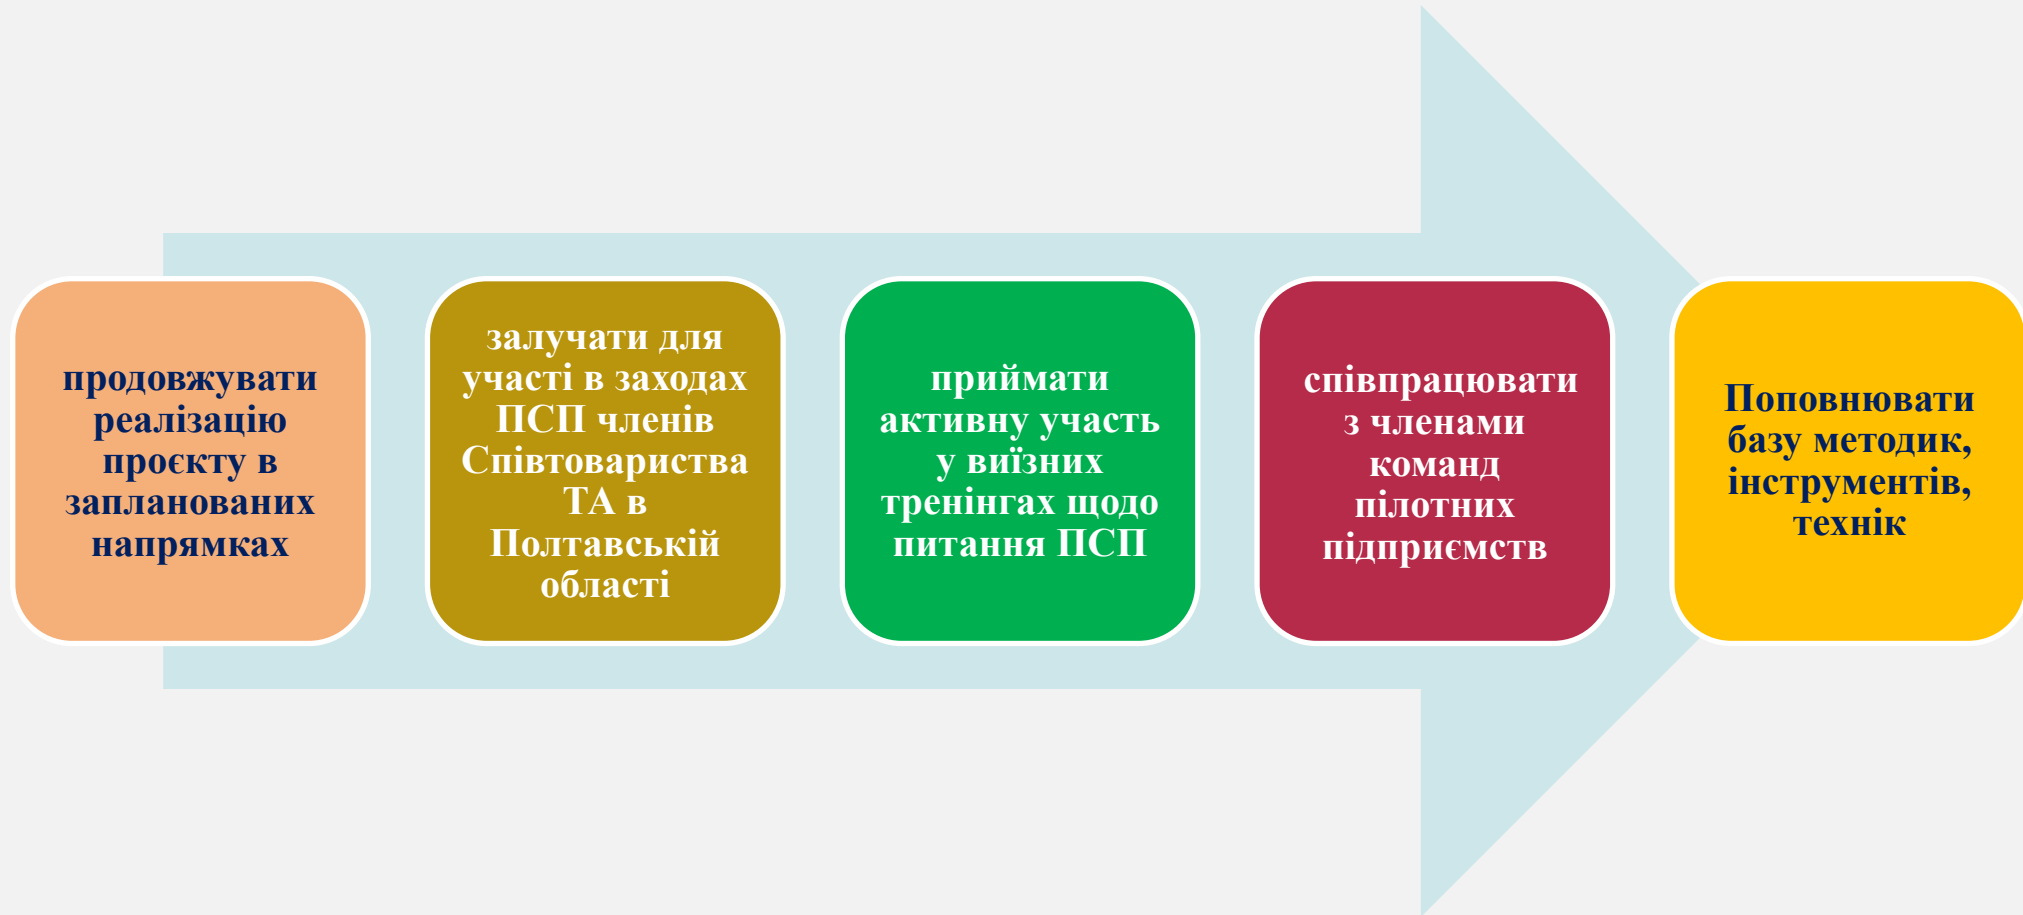 продовжувати
реалізацію
проєкту в
запланованих
напрямках
залучати для
участі в заходах
ПСП членів
Співтовариства
ТА в
Полтавській
області
приймати
активну участь
у виїзних
тренінгах щодо
питання ПСП
співпрацювати
з членами
команд
пілотних
підприємств
Поповнювати
базу методик,
інструментів,
технік